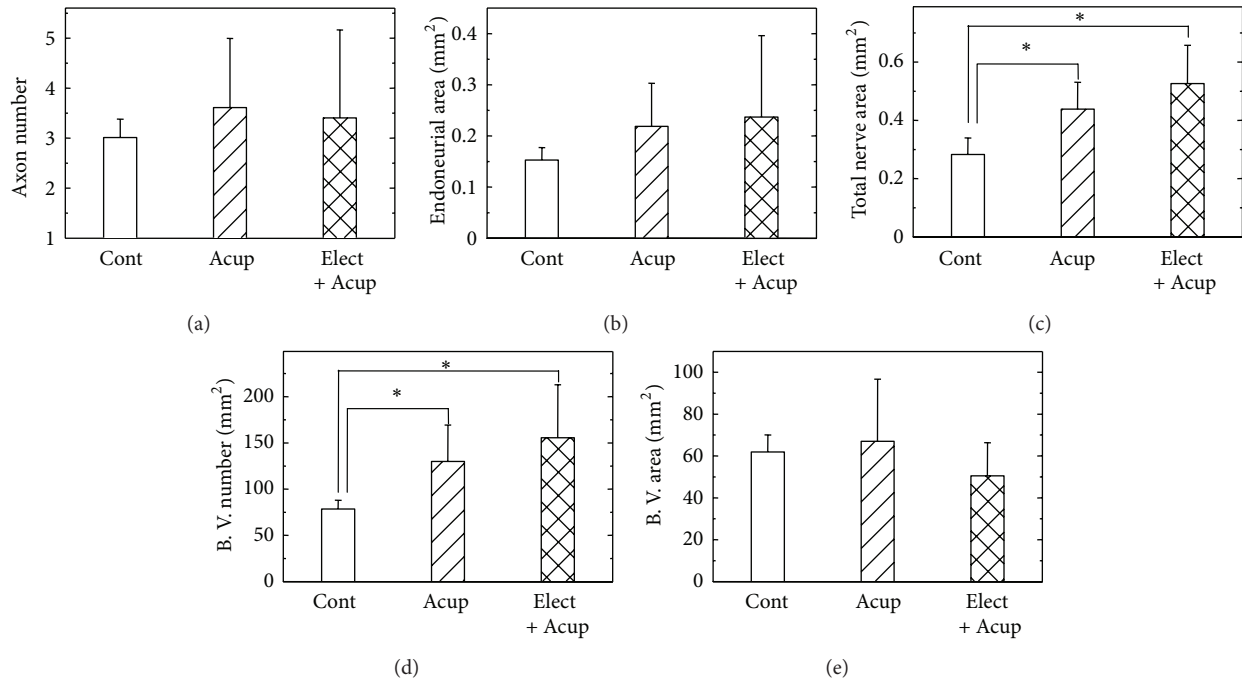 Axon number
5
4
3
2
1
Cont
Acup
Elect
+ Acup
(a)
Endoneurial area (mm²)
0.4
0.3
0.2
0.1
0
Cont
Acup
Elect
+ Acup
(b)
Total nerve area (mm²)
0.6
0.4
0.2
0
*
*
Cont
Acup
Elect
+ Acup
(c)
B. V. number (mm²)
200
150
100
50
0
*
*
Cont
Acup
Elect
+ Acup
(d)
B. V. area (mm²)
100
80
60
40
20
0
Cont
Acup
Elect
+ Acup
(e)